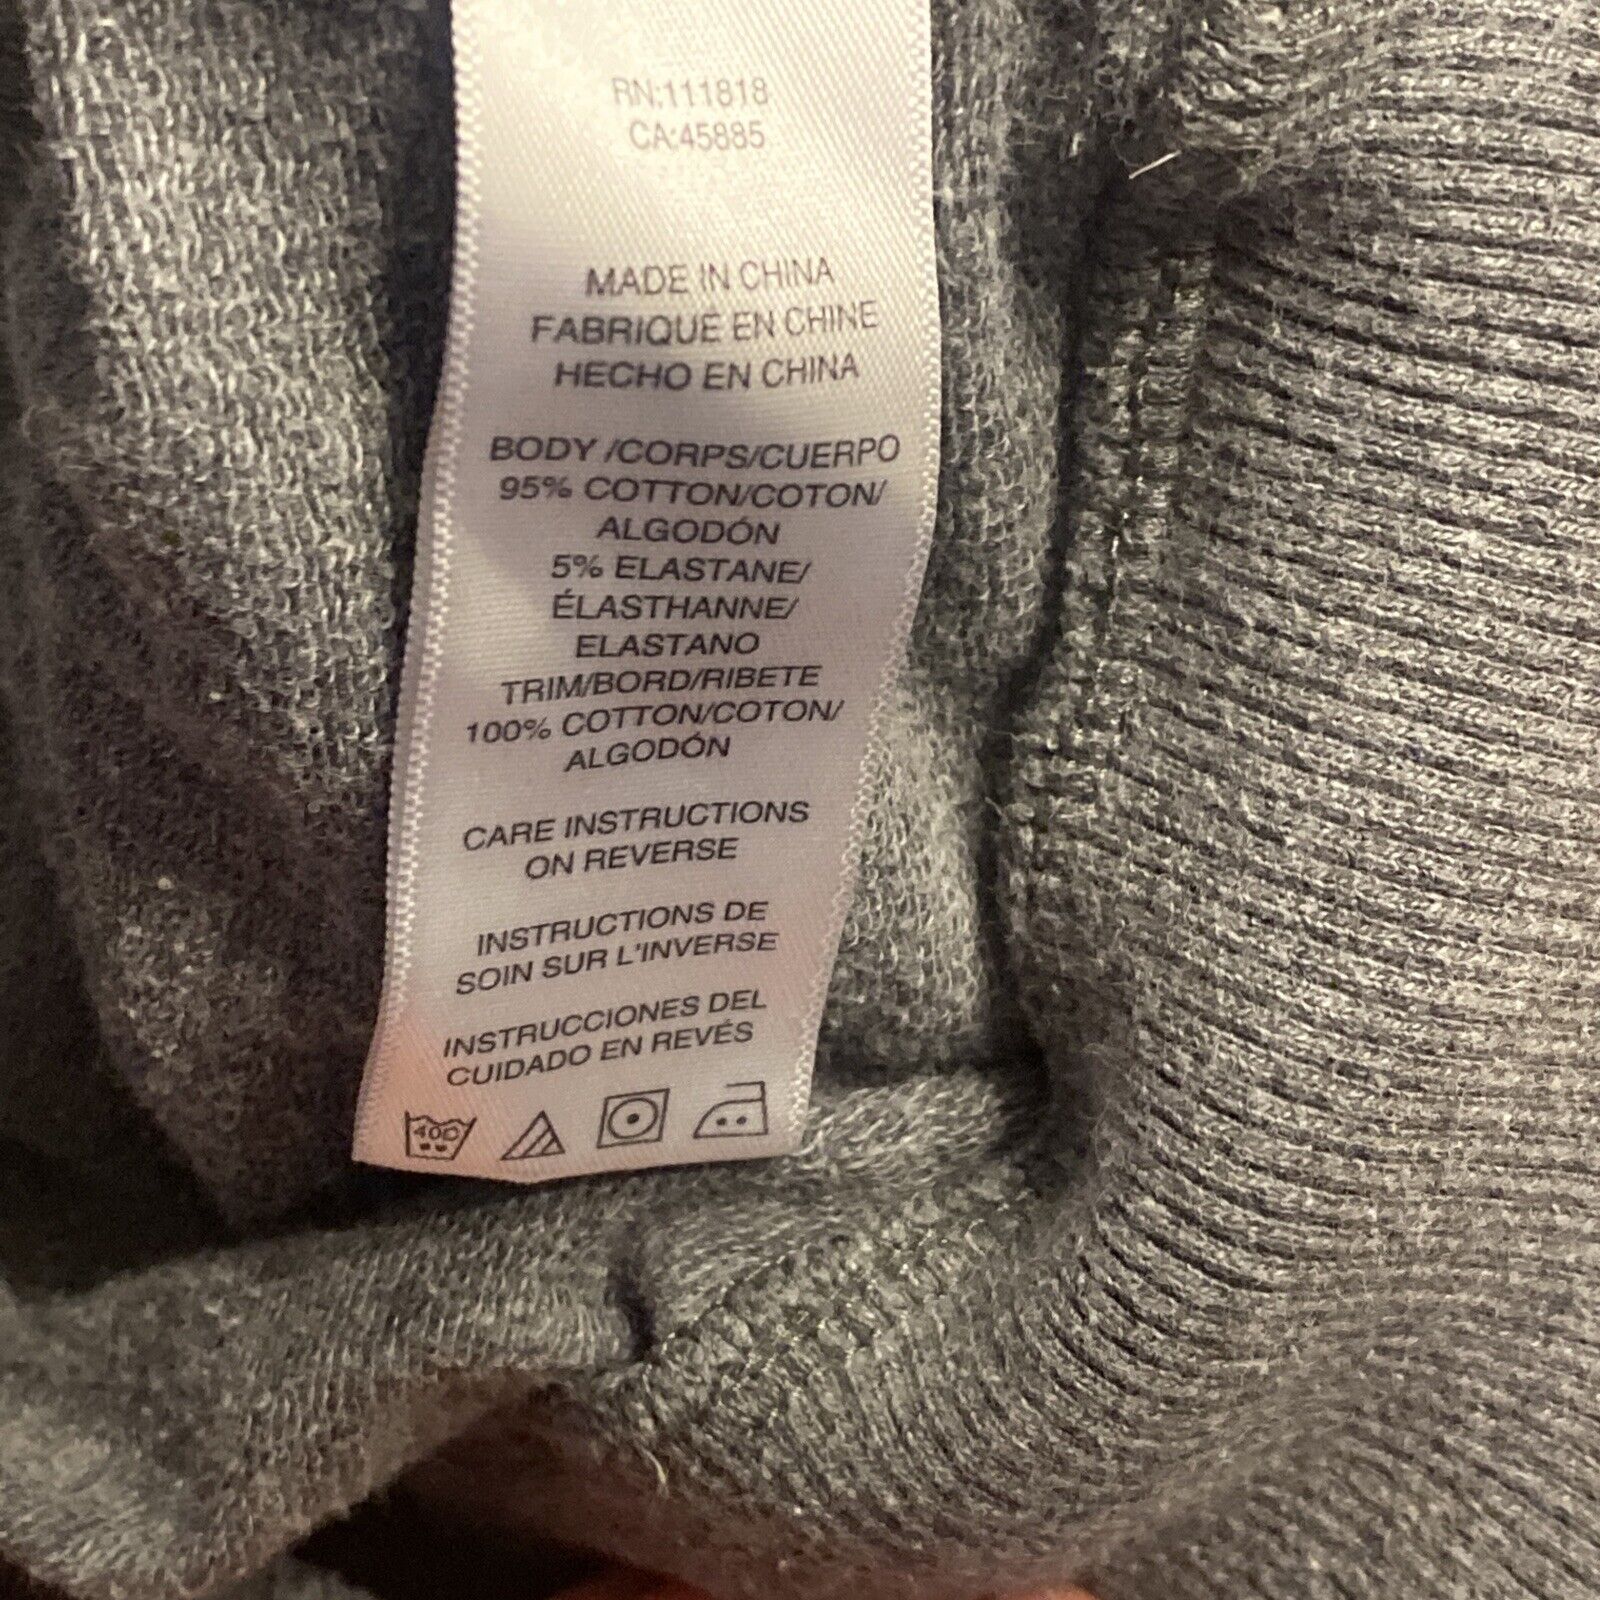 RN:111818
CA:45885
MADE IN CHINA
FABRIQUÉ EN CHINE
HECHO EN CHINA
BODY /CORPS/CUERPO
95% COTTON/COTON/
ALGODÓN
5% ELASTANE/
ÉLASTHANNE/
ELASTANO
TRIM/BORD/RIBETE
100% COTTON/COTON/
ALGODÓN
CARE INSTRUCTIONS
ON REVERSE
INSTRUCTIONS DE
SOIN SUR L'INVERSE
INSTRUCCIONES DEL
CUIDADO EN REVÉS
40C